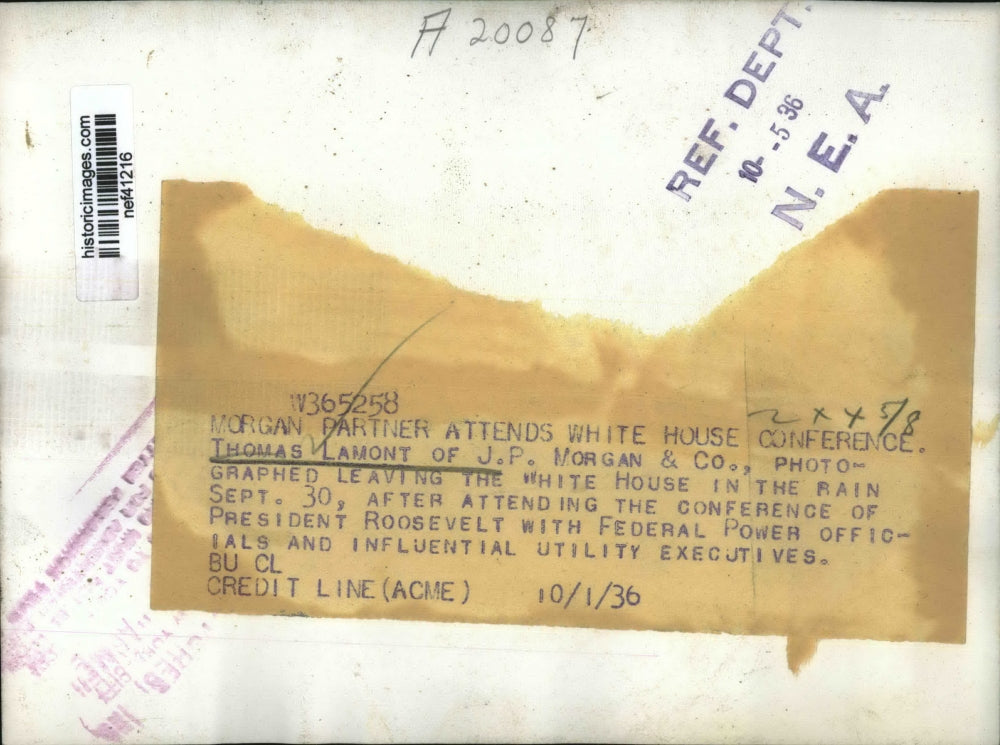 A 20087
REF. DEPT.
10--5 36
N. E. A.
historicimages.com
nef41216
W365258
2 x 4 5/8
MORGAN PARTNER ATTENDS WHITE HOUSE CONFERENCE.
THOMAS LAMONT OF J.P. MORGAN & CO., PHOTO-
GRAPHED LEAVING THE WHITE HOUSE IN THE RAIN
SEPT. 30, AFTER ATTENDING THE CONFERENCE OF
PRESIDENT ROOSEVELT WITH FEDERAL POWER OFFIC-
IALS AND INFLUENTIAL UTILITY EXECUTIVES.
BU CL
CREDIT LINE (ACME) 10/1/36